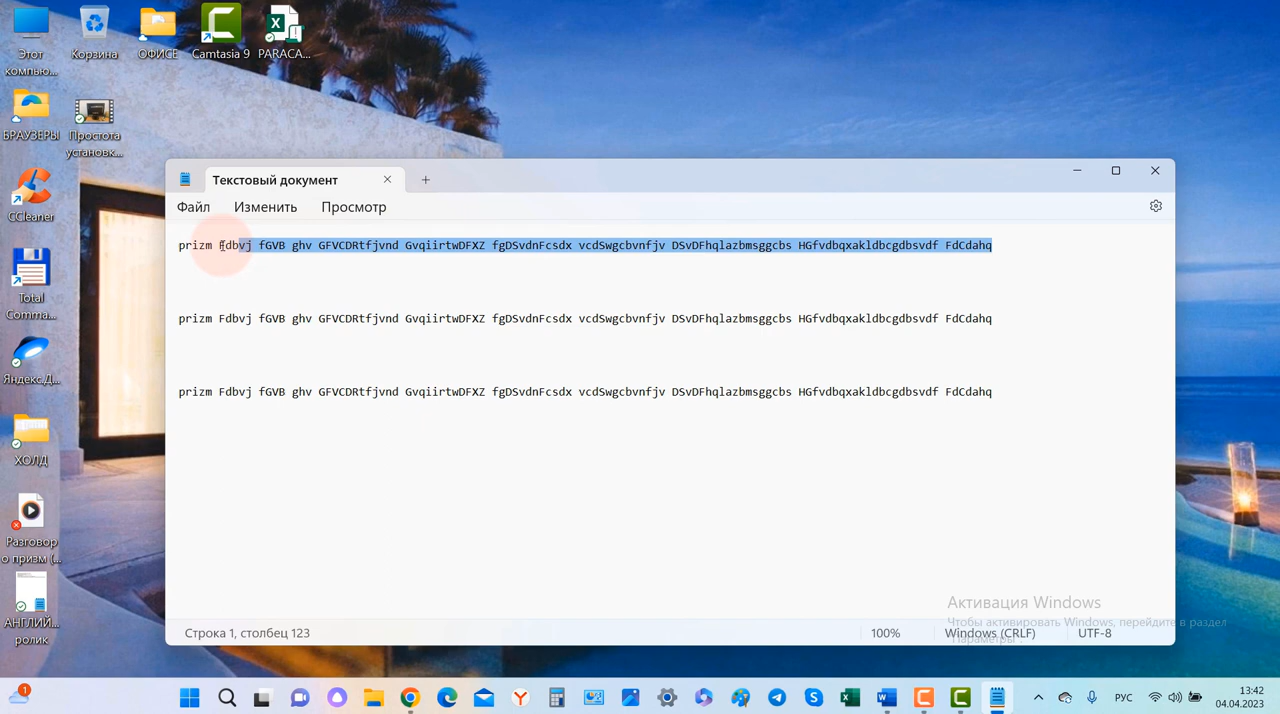 Этот компью...
Корзина
ОФИСЕ
Camtasia 9
PARACA...
БРАУЗЕРЫ
Простота установк...
CCleaner
Total Comma...
Яндекс.Д...
ХОЛД
Разговор о призм (...
АНГЛИЙ... ролик
Текстовый документ
Файл Изменить Просмотр
prizm Fdbvj fGVB ghv GFVCDRtfjvnd GvqiirtwDFXZ fgDSvdnFcsdx vcdSwgcbvnfjv DSvDFhqlazbmsggcbs HGfvdbqxakldbcgdbsvdf FdCdahq
prizm Fdbvj fGVB ghv GFVCDRtfjvnd GvqiirtwDFXZ fgDSvdnFcsdx vcdSwgcbvnfjv DSvDFhqlazbmsggcbs HGfvdbqxakldbcgdbsvdf FdCdahq
prizm Fdbvj fGVB ghv GFVCDRtfjvnd GvqiirtwDFXZ fgDSvdnFcsdx vcdSwgcbvnfjv DSvDFhqlazbmsggcbs HGfvdbqxakldbcgdbsvdf FdCdahq
Активация Windows
Чтобы активировать Windows, перейдите в раздел
"Параметры".
Строка 1, столбец 123
100%
Windows (CRLF)
UTF-8
1
РУС
13:42
04.04.2023